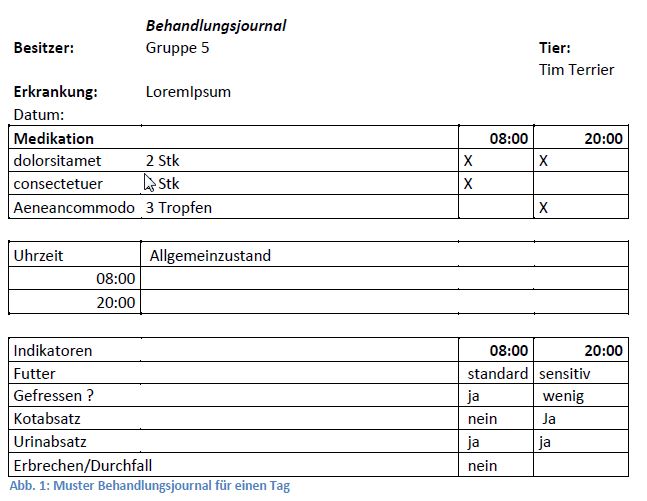 Behandlungsjournal
Besitzer: Gruppe 5 Tier:
Tim Terrier
Erkrankung: LoremIpsum
Datum:
Medikation 08:00 20:00
dolorsitamet 2 Stk X X
consectetuer Stk X
Aeneancommodo 3 Tropfen X
Uhrzeit Allgemeinzustand
08:00
20:00
Indikatoren 08:00 20:00
Futter standard sensitiv
Gefressen ? ja wenig
Kotabsatz nein Ja
Urinabsatz ja ja
Erbrechen/Durchfall nein
Abb. 1: Muster Behandlungsjournal für einen Tag